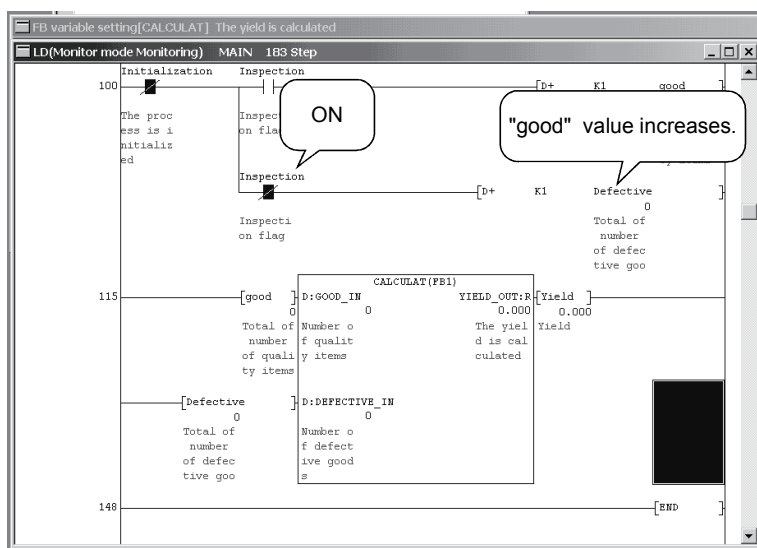 FB variable setting[CALCULAT] The yield is calculated
LD(Monitor mode Monitoring) MAIN 183 Step
Initialization Inspection
100 [D+ K1 good ]
The proc Inspec
ess is i on fla
nitializ
ed
ON
"good" value increases.
Inspection
[D+ K1 Defective ]
0
Inspecti Total of
on flag number
of defec
tive goo
CALCULAT(FB1)
115 [good ] D:GOOD_IN YIELD_OUT:R [Yield ]
0 0 0.000 0.000
Total of Number o The yiel Yield
number f qualit d is cal
of quali y items culated
ty items
[Defective ] D:DEFECTIVE_IN
0 0
Total of Number o
number f defect
of defec ive good
tive goo s
148 [END ]